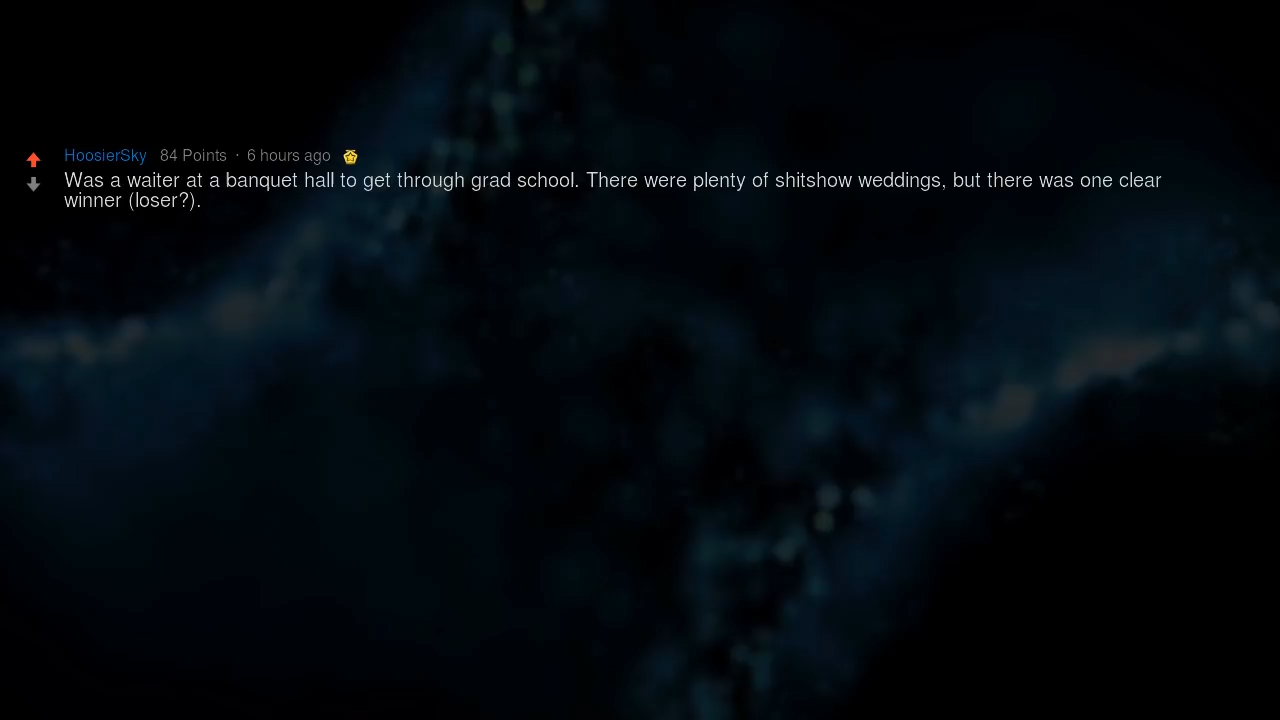 HoosierSky 84 Points · 6 hours ago
Was a waiter at a banquet hall to get through grad school. There were plenty of shitshow weddings, but there was one clear
winner (loser?).